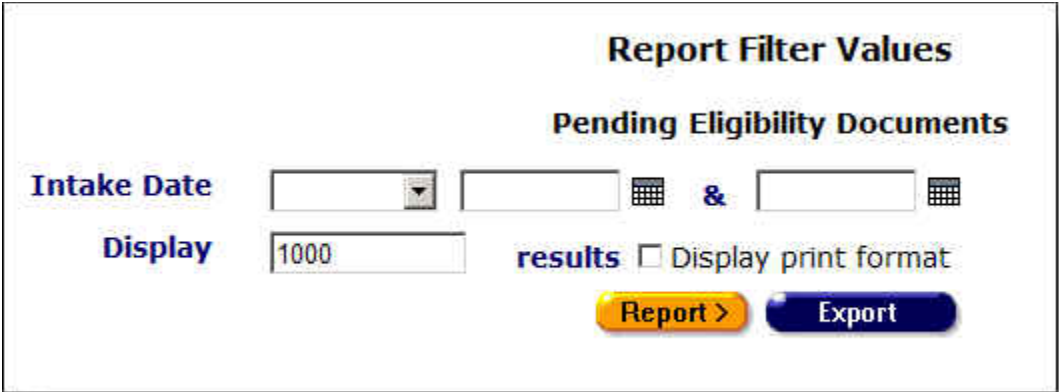 Report Filter Values
Pending Eligibility Documents
Intake Date &
Display 1000 results Display print format
Report > Export